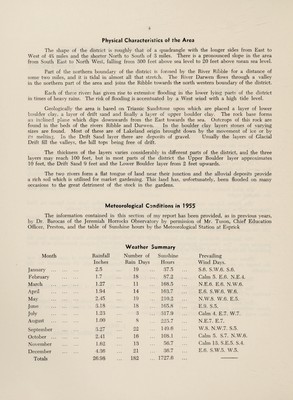 4
Physical Characteristics of the Area
The shape of the district is roughly that of a quadrangle with the longer sides from East to
West of 45 miles and the shorter North to South of 5 miles. There is a pronounced slope in the area
from South East to North West, falling from 100 feet above sea level to 20 feet above mean sea level.
Part of the northern boundary of the district is formed by the River Ribble for a distance of
some two miles, and it is tidal in almost all that stretch. The River Darwen flows through a valley
in the northern part of the area and joins the Ribble towards the north western boundary of the district.
Each of these rivers has given rise to extensive flooding in the lower lying parts of the district
in times of heavy rains. The risk of flooding is accentuated by a West wind with a high tide level.
Geologically the area is based on Triassic Sandstone upon which are placed a layer of lower
boulder clay, a layer of drift sand and finally a layer of upper boulder clay. The rock base forms
an inclined plane which dips downwards from the East towards the sea. Outcrops of this rock are
found in the beds of the rivers Ribble and Darwen. In the boulder clay layers stones of varying
sizes are found. Most of these are of Lakeland origin brought down by the movement of ice or by
its melting. In the Drift Sand layer there are deposits of gravel. Usually the layers of Glacial
Drift fill the valleys, the hill tops being free of drift.
The thickness of the layers varies considerably in different parts of the district, and the three
layers may reach 100 feet, but in most parts of the district the Upper Boulder layer approximates
10 feet, the Drift Sand 9 feet and the Lower Boulder layer from 2 feet upwards.
The two rivers form a flat tongue of land near their junction and the alluvial deposits provide
a rich soil which is utilised for market gardening. This land has, unfortunately, been flooded on many
occasions to the great detriment of the stock in the gardens.
Meteorological Conditions in 1955
The information contained in this section of my report has been provided, as in previous years,
by Dr. Barocas of the Jeremiah Horrocks Observatory by permission of Mr. Tuson, Chief Education
Officer, Preston, and the table of Sunshine hours by the Meteorological Station at Esprick
Weather Summary
Month Rainfall Number of Sunshine Prevailing
Inches Rain Days Hours Wind Days.
January 2.5 19 37.5 S.8. S.W.6. S.6.
February 1.7 18 57.2 Calm 5. E.6. N.E.4.
March 1.27 11 108.5 N.E.6. E.6. N.W.6.
April 1.94 14 163.7 E.6. S.W.6. W.6.
May 2.45 19 219.2 N.W.8. W.6. E.5.
June 3.18 18 165.8 E.9. S.5.
July 1.23 3 317.9 Calm 4. E.7. W.7.
August 1.00 8 225.7 N.E.7. E.7.
September 3.27 22 149.8 W.8. N.W.7. S.5.
October 2.41 18 109.1 Calm 5. S.7. N.W.6.
November 1.62 13 56.7 Calm 13. S.E.5. S.4.
December 4.36 21 36.7 E.6. S.W.5. W.5.
Totals 26.98 182 1727.8